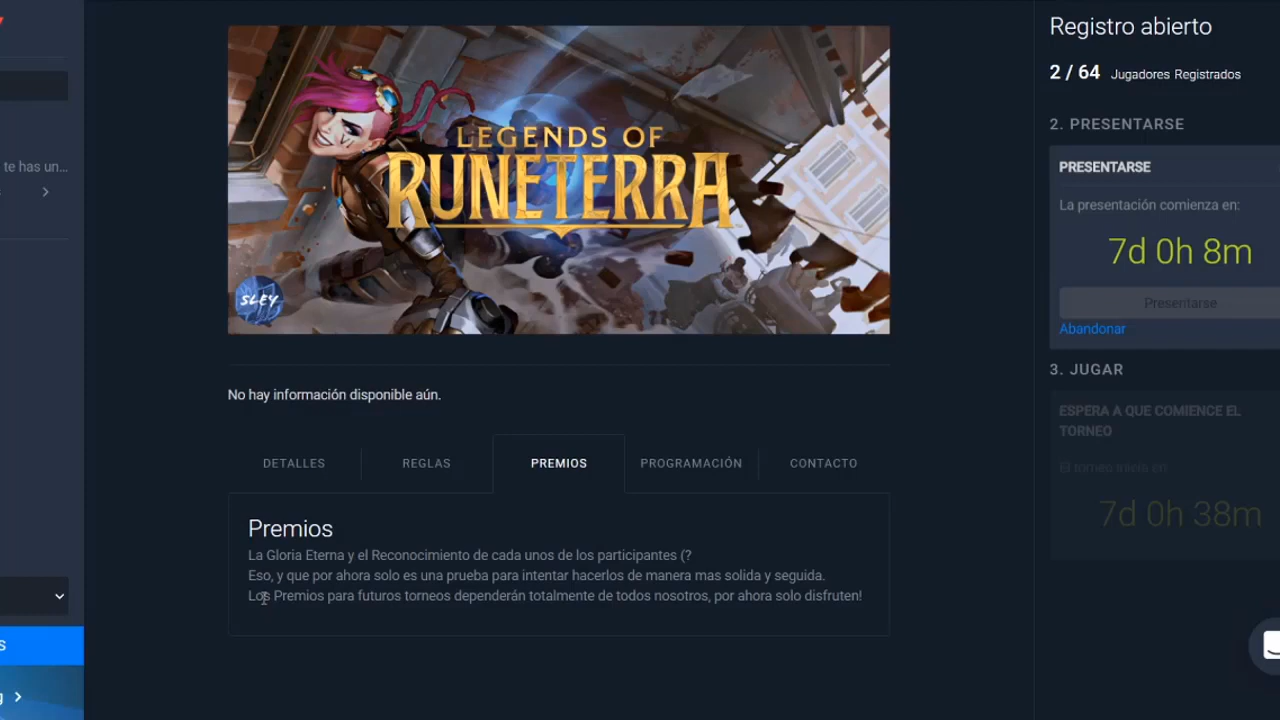 te has un...
LEGENDS OF
RUNETERRA
SLEY
No hay información disponible aún.
DETALLES
REGLAS
PREMIOS
PROGRAMACIÓN
CONTACTO
Premios
La Gloria Eterna y el Reconocimiento de cada unos de los participantes (?
Eso, y que por ahora solo es una prueba para intentar hacerlos de manera mas solida y seguida.
Los Premios para futuros torneos dependerán totalmente de todos nosotros, por ahora solo disfruten!
Registro abierto
2 / 64 Jugadores Registrados
2. PRESENTARSE
PRESENTARSE
La presentación comienza en:
7d 0h 8m
Presentarse
Abandonar
3. JUGAR
ESPERA A QUE COMIENCE EL
TORNEO
El torneo inicia en
7d 0h 38m